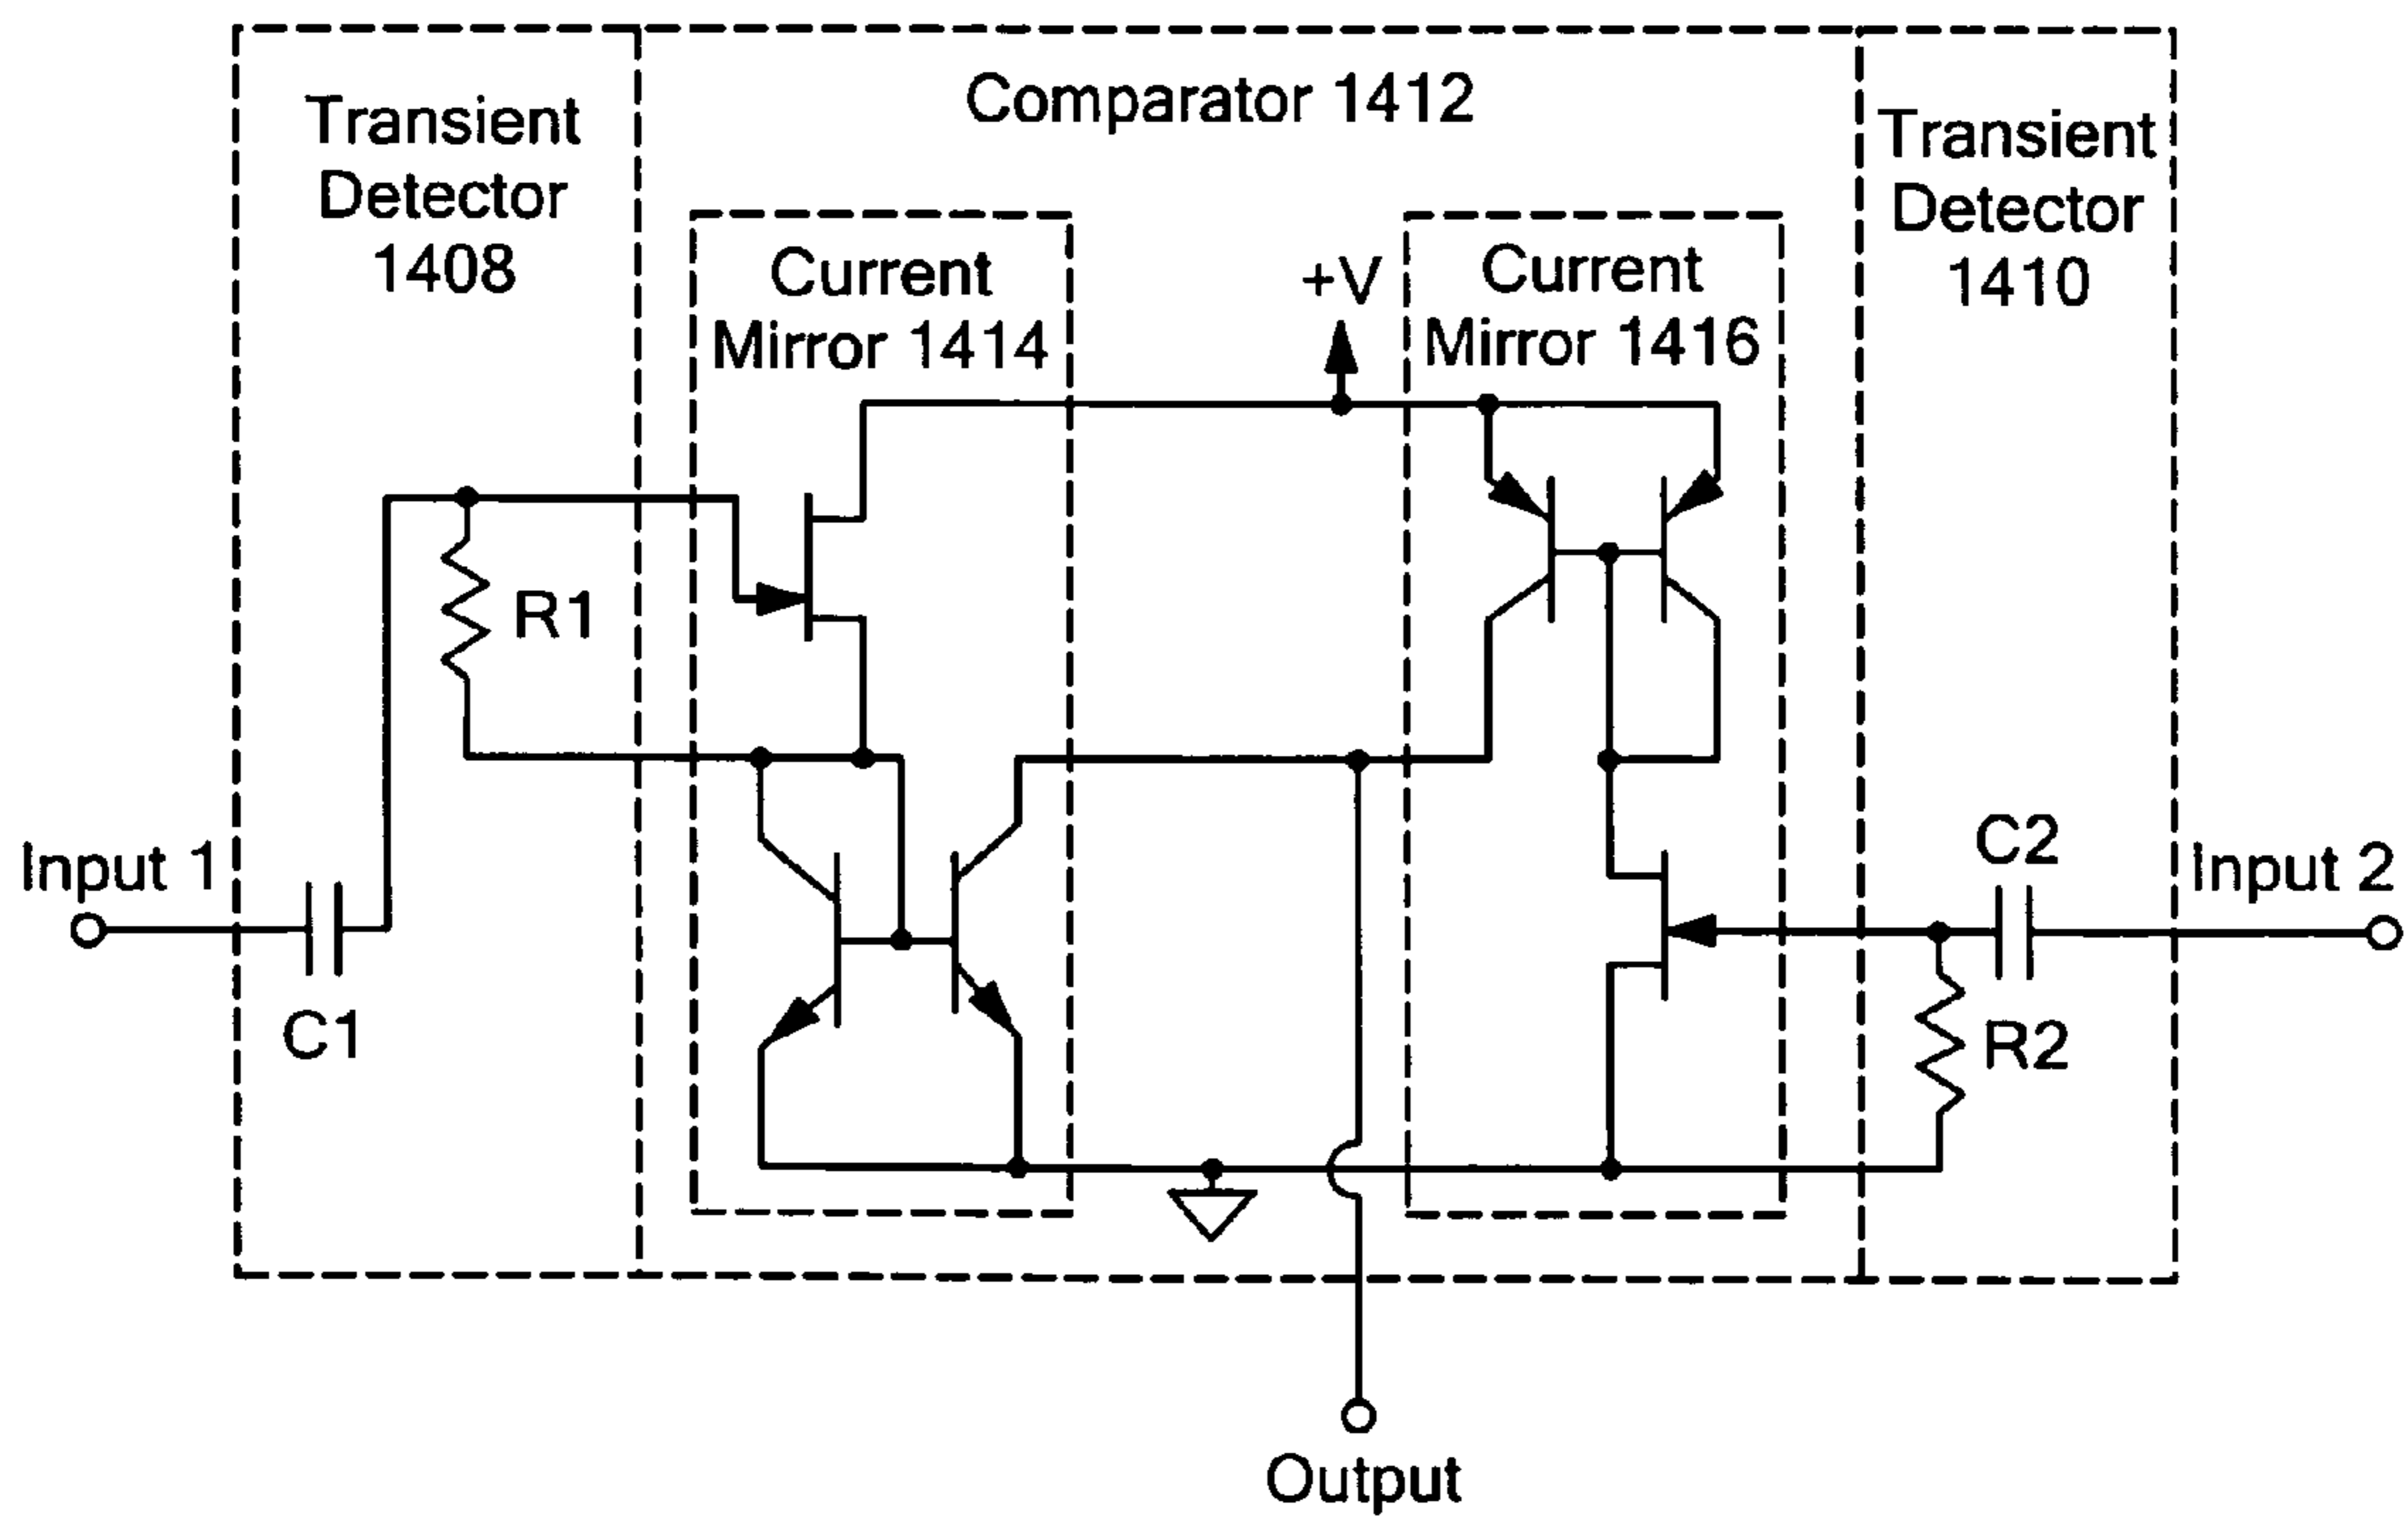 Comparator 1412
Transient
Detector
1408
Transient
Detector
1410
Current
Mirror 1414
+V
Current
Mirror 1416
R1
Input 1
C1
C2
Input 2
R2
Output